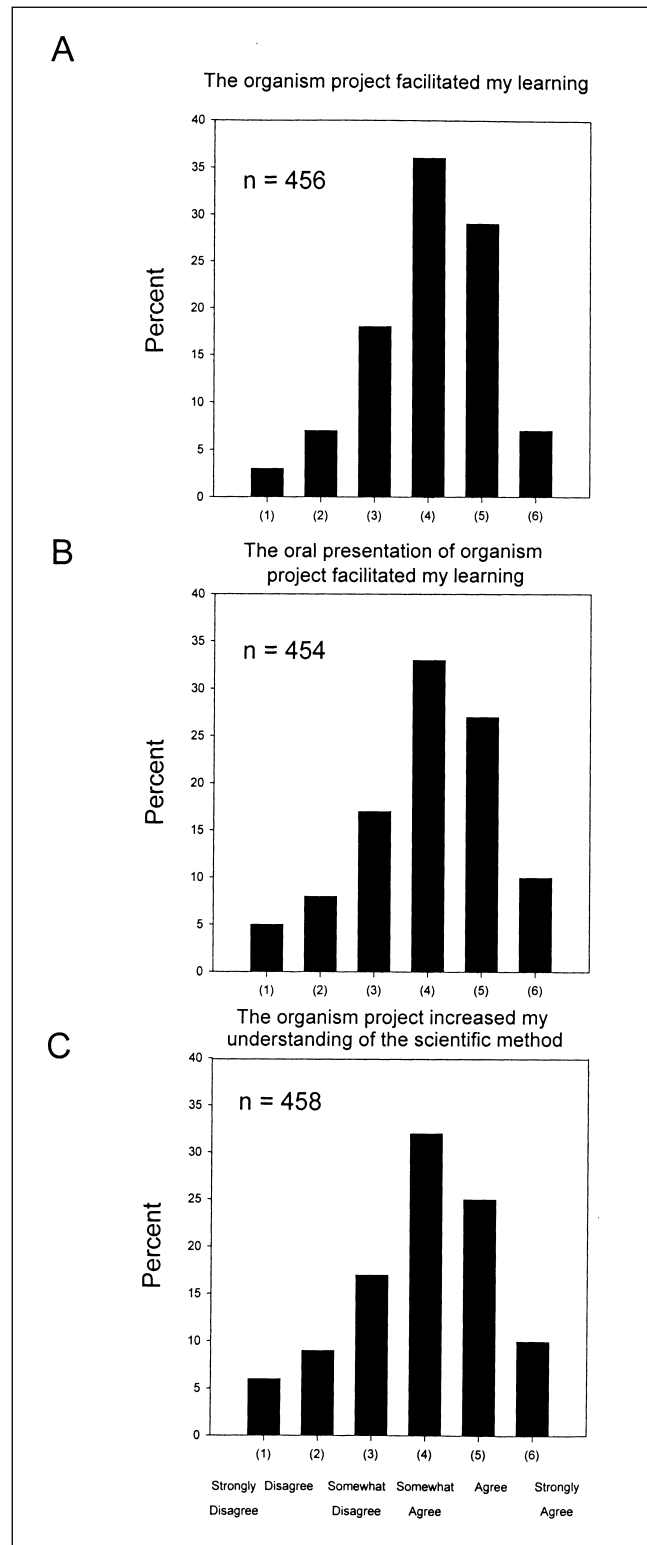 A
The organism project facilitated my learning
40
35
30
25
20
15
10
5
0
Percent
n = 456
(1) (2) (3) (4) (5) (6)
B
The oral presentation of organism
project facilitated my learning
40
35
30
25
20
15
10
5
0
Percent
n = 454
(1) (2) (3) (4) (5) (6)
C
The organism project increased my
understanding of the scientific method
40
35
30
25
20
15
10
5
0
Percent
n = 458
(1) (2) (3) (4) (5) (6)
Strongly Disagree Somewhat Somewhat Agree Strongly
Disagree Disagree Agree Agree